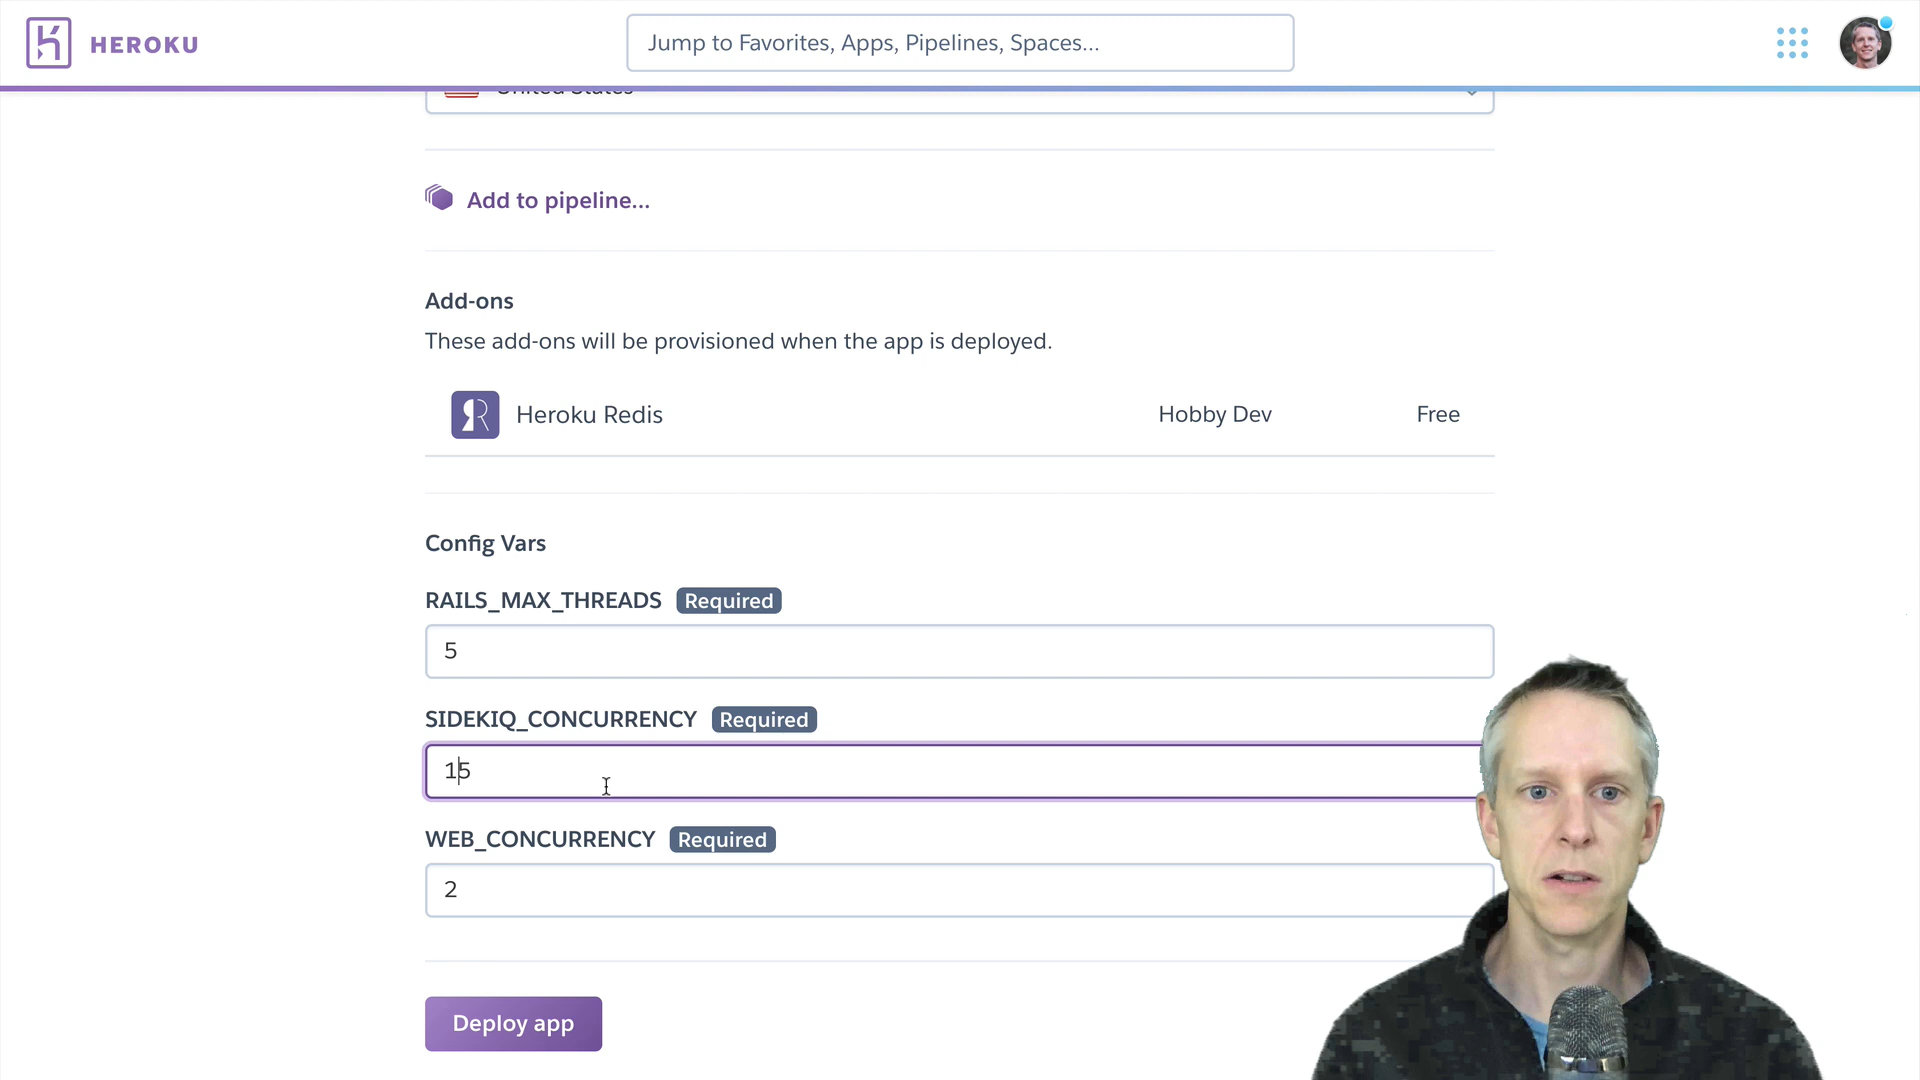 HEROKU
Jump to Favorites, Apps, Pipelines, Spaces...
United States
Add to pipeline...
Add-ons
These add-ons will be provisioned when the app is deployed.
Heroku Redis Hobby Dev Free
Config Vars
RAILS_MAX_THREADS Required
5
SIDEKIQ_CONCURRENCY Required
15
WEB_CONCURRENCY Required
2
Deploy app